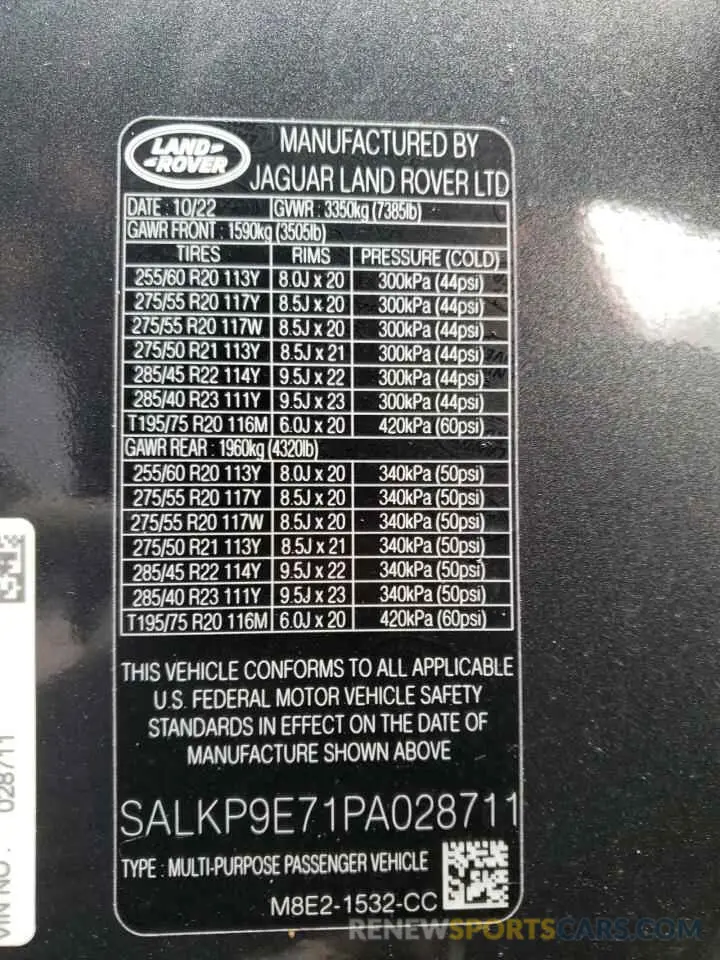 LAND-
-ROVER
MANUFACTURED BY
JAGUAR LAND ROVER LTD
DATE : 10/22 GVWR : 3350kg (7385lb)
GAWR FRONT : 1590kg (3505lb)
TIRES RIMS PRESSURE (COLD)
255/60 R20 113Y 8.0J x 20 300kPa (44psi)
275/55 R20 117Y 8.5J x 20 300kPa (44psi)
275/55 R20 117W 8.5J x 20 300kPa (44psi)
275/50 R21 113Y 8.5J x 21 300kPa (44psi)
285/45 R22 114Y 9.5J x 22 300kPa (44psi)
285/40 R23 111Y 9.5J x 23 300kPa (44psi)
T195/75 R20 116M 6.0J x 20 420kPa (60psi)
GAWR REAR : 1960kg (4320lb)
255/60 R20 113Y 8.0J x 20 340kPa (50psi)
275/55 R20 117Y 8.5J x 20 340kPa (50psi)
275/55 R20 117W 8.5J x 20 340kPa (50psi)
275/50 R21 113Y 8.5J x 21 340kPa (50psi)
285/45 R22 114Y 9.5J x 22 340kPa (50psi)
285/40 R23 111Y 9.5J x 23 340kPa (50psi)
T195/75 R20 116M 6.0J x 20 420kPa (60psi)
THIS VEHICLE CONFORMS TO ALL APPLICABLE
U.S. FEDERAL MOTOR VEHICLE SAFETY
STANDARDS IN EFFECT ON THE DATE OF
MANUFACTURE SHOWN ABOVE
SALKP9E71PA028711
TYPE : MULTI-PURPOSE PASSENGER VEHICLE
M8E2-1532-CC
VIN NO. : 028711
RENEWSPORTSCARS.COM